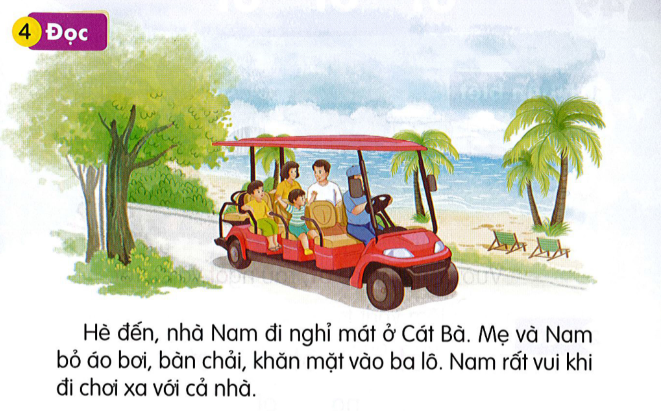 4 Đọc
Hè đến, nhà Nam đi nghỉ mát ở Cát Bà. Mẹ và Nam
bỏ áo bơi, bàn chải, khăn mặt vào ba lô. Nam rất vui khi
đi chơi xa với cả nhà.